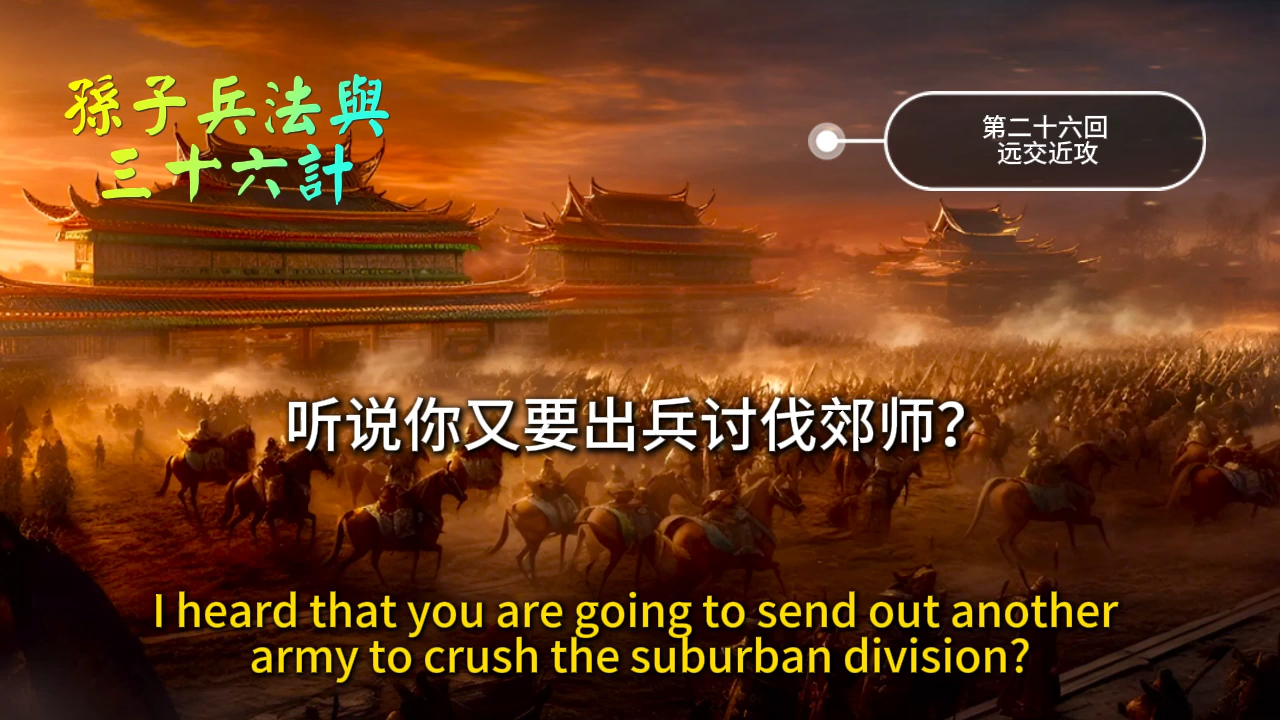 孫子兵法與
三十六計
第二十六回
远交近攻
听说你又要出兵讨伐郊师？
I heard that you are going to send out another
army to crush the suburban division?